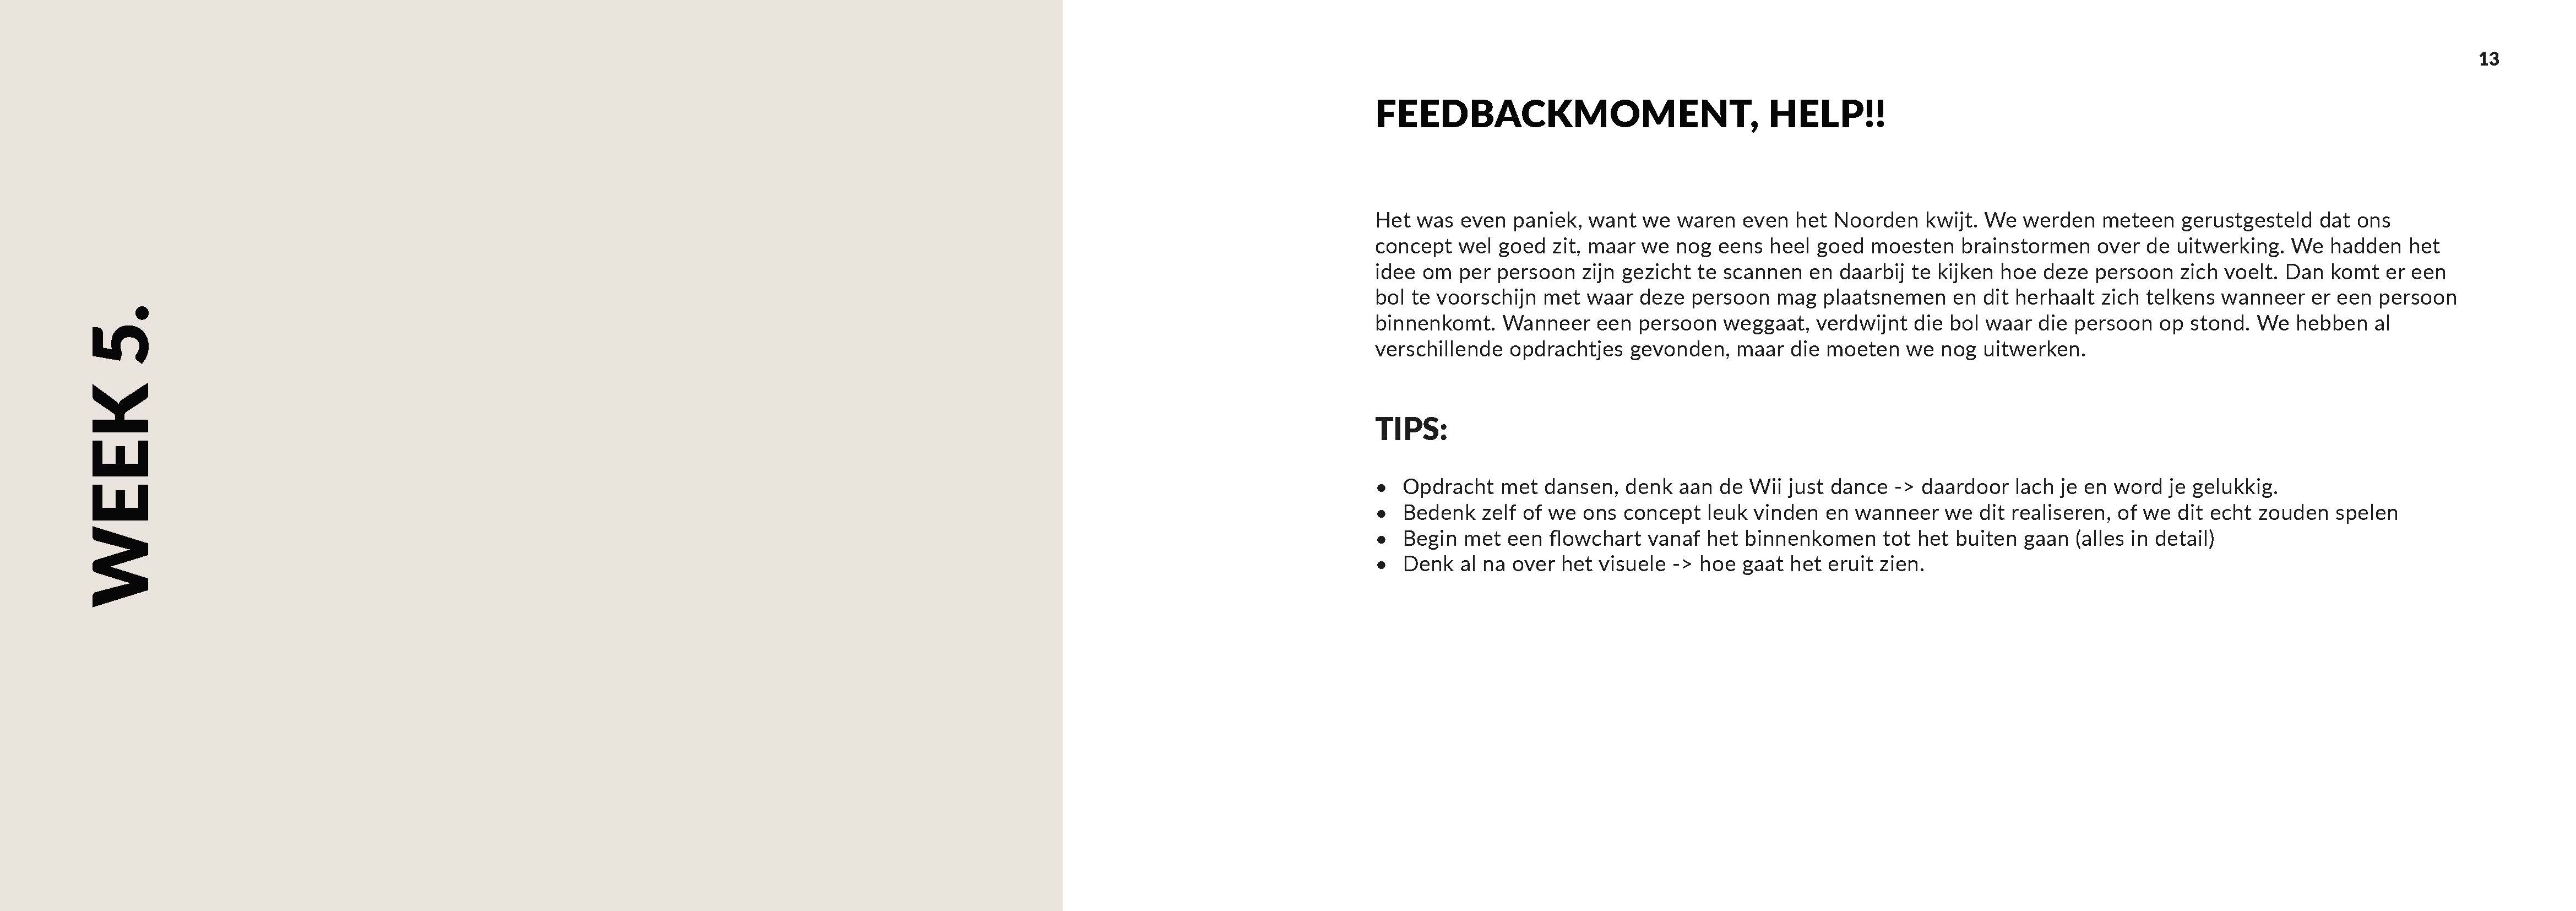 WEEK 5.
13
FEEDBACKMOMENT, HELP!!
Het was even paniek, want we waren even het Noorden kwijt. We werden meteen gerustgesteld dat ons
concept wel goed zit, maar we nog eens heel goed moesten brainstormen over de uitwerking. We hadden het
idee om per persoon zijn gezicht te scannen en daarbij te kijken hoe deze persoon zich voelt. Dan komt er een
bol te voorschijn met waar deze persoon mag plaatsnemen en dit herhaalt zich telkens wanneer er een persoon
binnenkomt. Wanneer een persoon weggaat, verdwijnt die bol waar die persoon op stond. We hebben al
verschillende opdrachtjes gevonden, maar die moeten we nog uitwerken.
TIPS:
• Opdracht met dansen, denk aan de Wii just dance -> daardoor lach je en word je gelukkig.
• Bedenk zelf of we ons concept leuk vinden en wanneer we dit realiseren, of we dit echt zouden spelen
• Begin met een flowchart vanaf het binnenkomen tot het buiten gaan (alles in detail)
• Denk al na over het visuele -> hoe gaat het eruit zien.